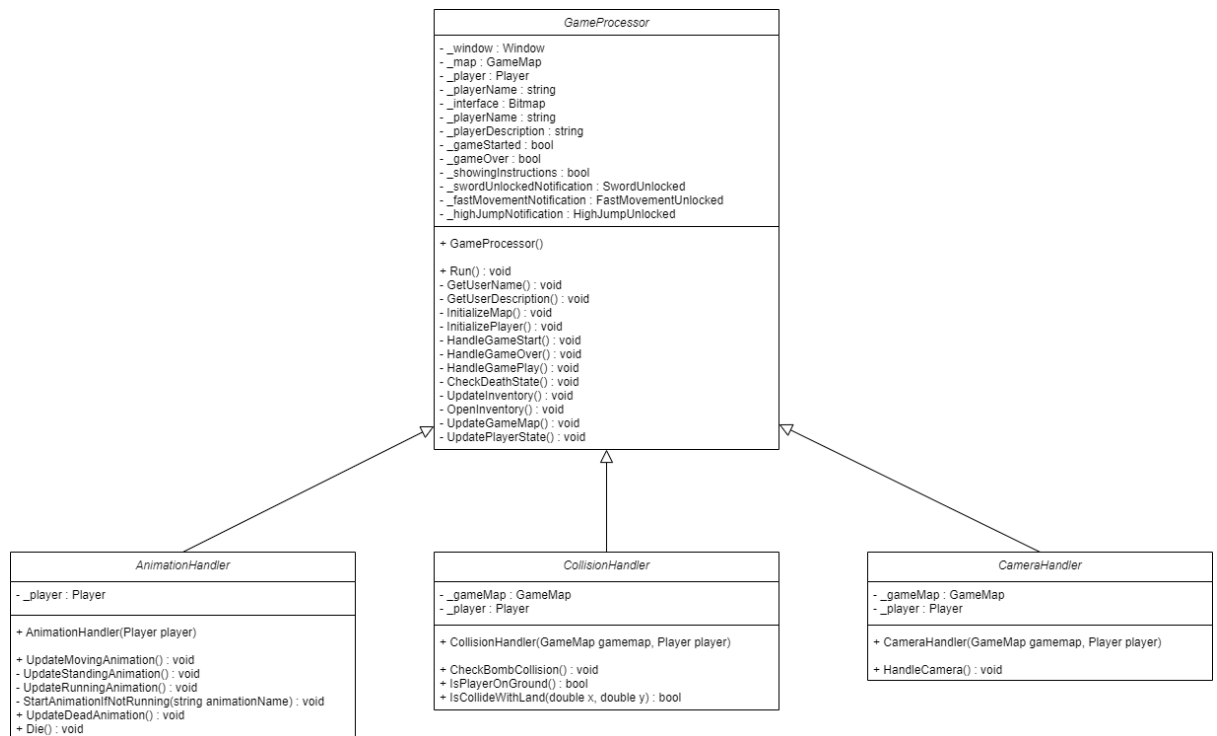 GameProcessor
- _window : Window
- _map : GameMap
- _player : Player
- _playerName : string
- _interface : Bitmap
- _playerName : string
- _playerDescription : string
- _gameStarted : bool
- _gameOver : bool
- _showingInstructions : bool
- _swordUnlockedNotification : SwordUnlocked
- _fastMovementNotification : FastMovementUnlocked
- _highJumpNotification : HighJumpUnlocked
+ GameProcessor()
+ Run() : void
- GetUserName() : void
- GetUserDescription() : void
- InitializeMap() : void
- InitializePlayer() : void
- HandleGameStart() : void
- HandleGameOver() : void
- HandleGamePlay() : void
- CheckDeathState() : void
- UpdateInventory() : void
- OpenInventory() : void
- UpdateGameMap() : void
- UpdatePlayerState() : void
AnimationHandler
- _player : Player
+ AnimationHandler(Player player)
+ UpdateMovingAnimation() : void
- UpdateStandingAnimation() : void
- UpdateRunningAnimation() : void
- StartAnimationIfNotRunning(string animationName) : void
+ UpdateDeadAnimation() : void
+ Die() : void
CollisionHandler
- _gameMap : GameMap
- _player : Player
+ CollisionHandler(GameMap gamemap, Player player)
+ CheckBombCollision() : void
+ IsPlayerOnGround() : bool
+ IsCollideWithLand(double x, double y) : bool
CameraHandler
- _gameMap : GameMap
- _player : Player
+ CameraHandler(GameMap gamemap, Player player)
+ HandleCamera() : void